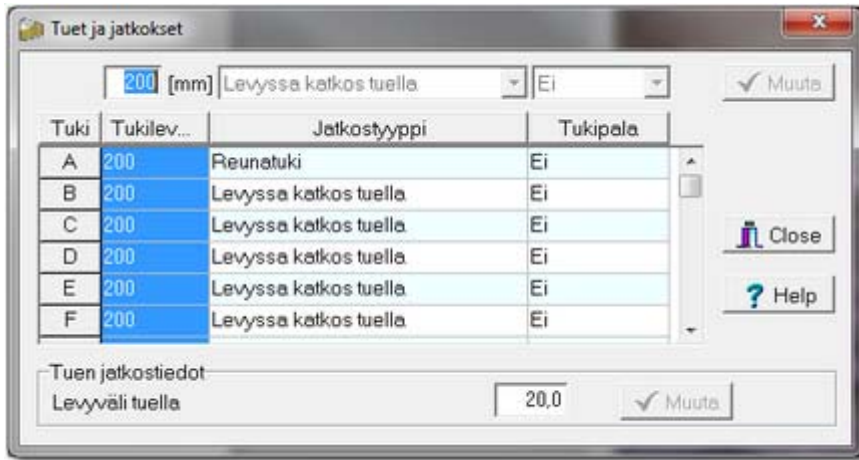 Tuet ja jatkokset
200 [mm] Levyssa katkos tuella Ei Muuta
Tuki Tukilev... Jatkostyyppi Tukipala
A 200 Reunatuki Ei
B 200 Levyssa katkos tuella Ei
C 200 Levyssa katkos tuella Ei
D 200 Levyssa katkos tuella Ei
E 200 Levyssa katkos tuella Ei
F 200 Levyssa katkos tuella Ei
Close
Help
Tuen jatkostiedot
Levyväli tuella 20,0 Muuta